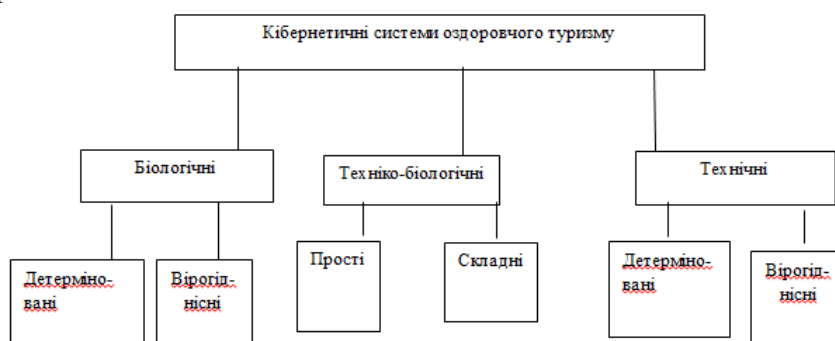 Кібернетичні системи оздоровчого туризму
Біологічні
Техніко-біологічні
Технічні
Детерміно-
вані
Вірогід-
нісні
Прості
Складні
Детерміно-
вані
Вірогід-
нісні